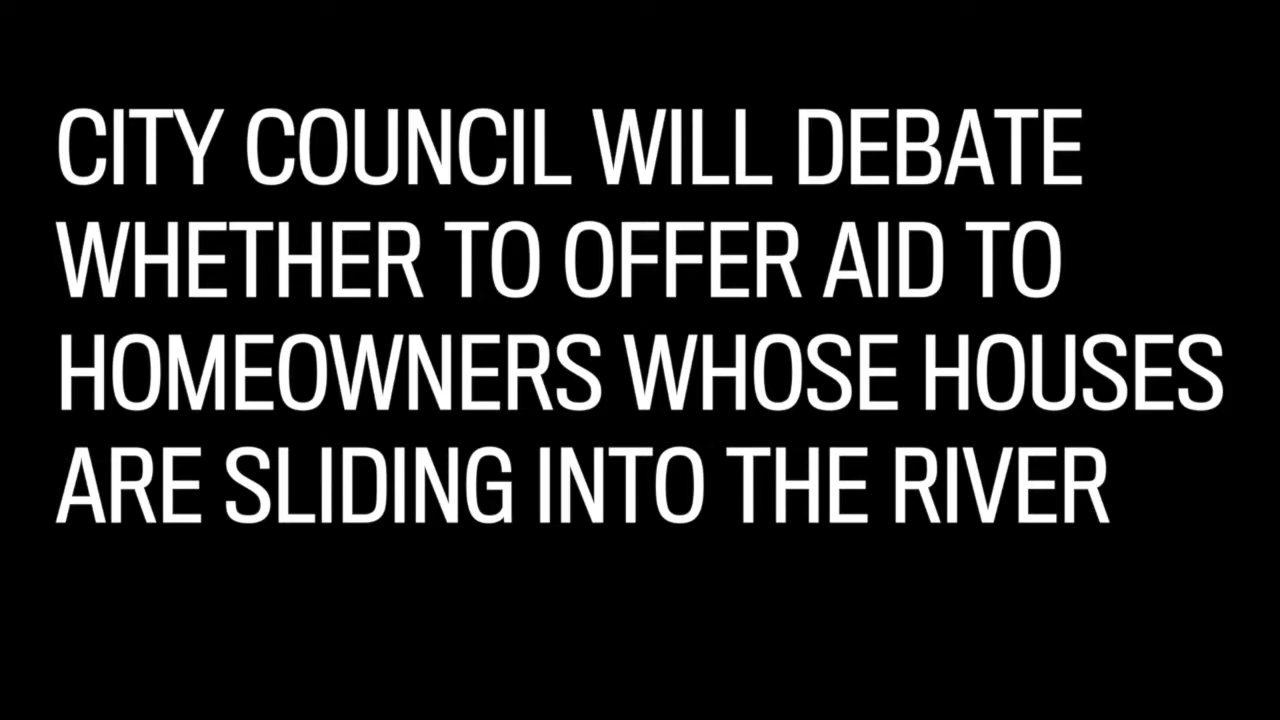 CITY COUNCIL WILL DEBATE
WHETHER TO OFFER AID TO
HOMEOWNERS WHOSE HOUSES
ARE SLIDING INTO THE RIVER